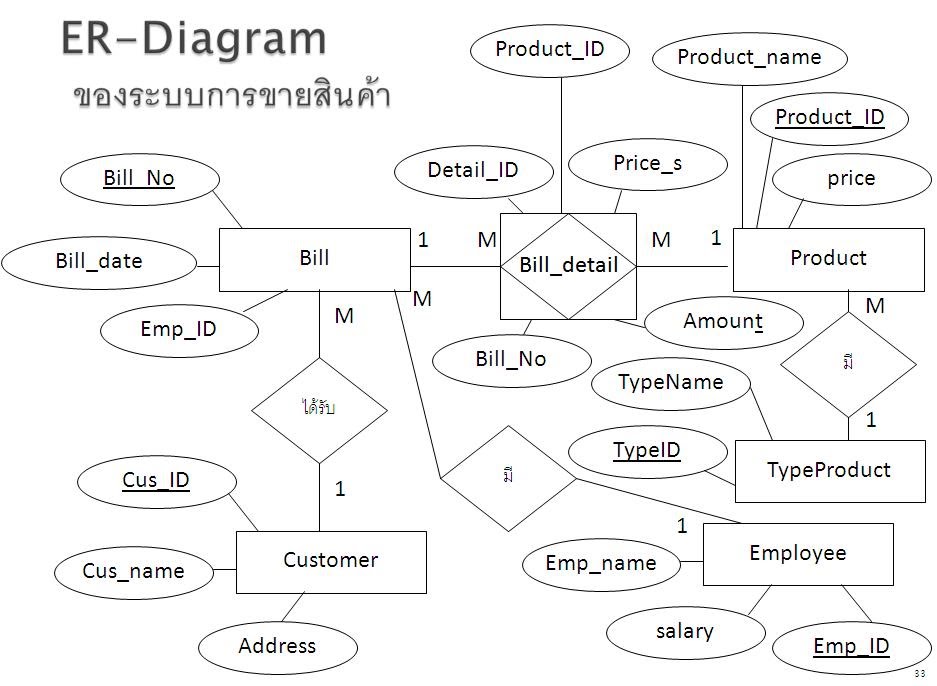 ER-Diagram
ของระบบการขายสินค้า
Product_ID
Product_name
Product_ID
price
Detail_ID
Price_s
Bill_No
Bill_date
Emp_ID
Bill
1
M
Bill_detail
M
1
Product
M
M
Amount
M
Bill_No
มี
TypeName
1
ได้รับ
TypeID
TypeProduct
มี
Cus_ID
1
1
Customer
Employee
Cus_name
Emp_name
Address
salary
Emp_ID
33